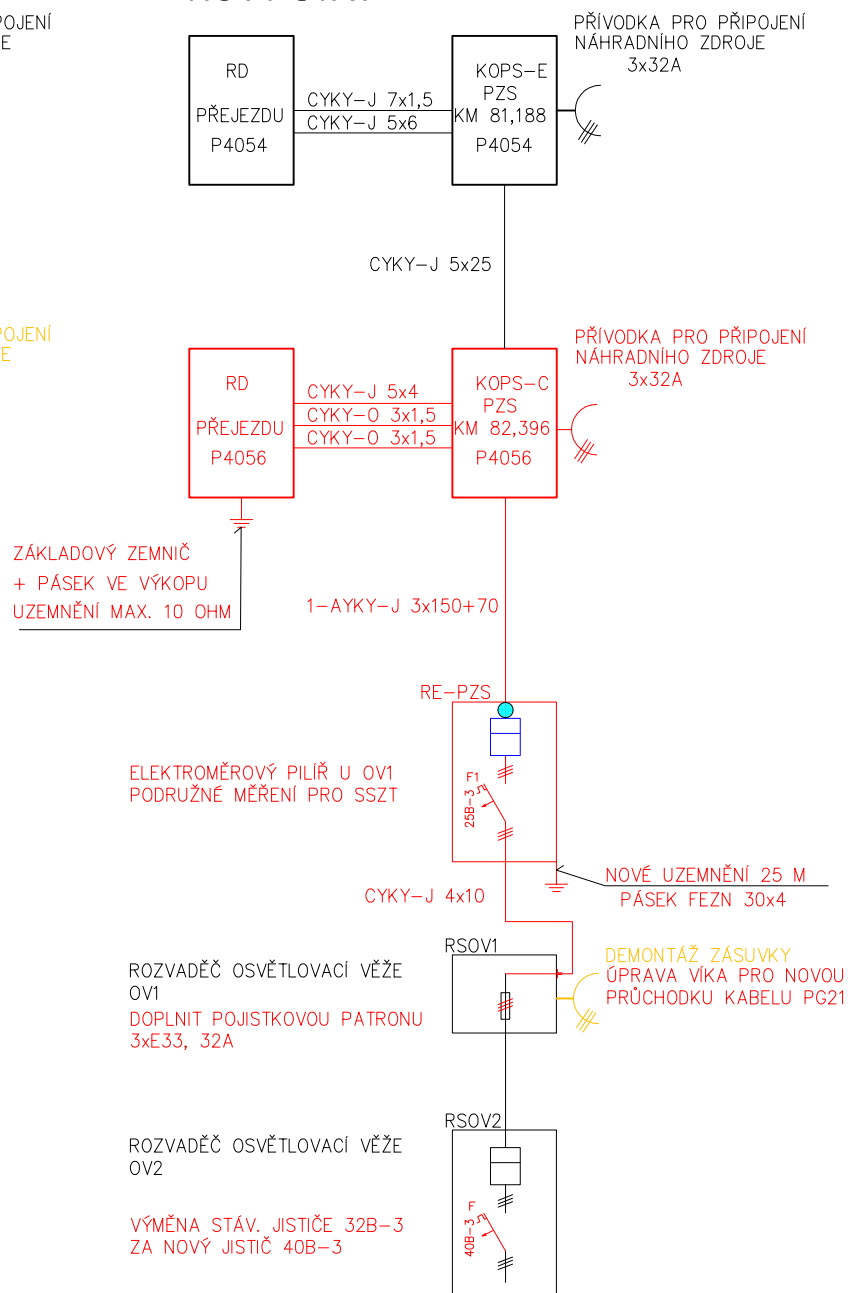 POJENÍ
E
PŘÍVODKA PRO PŘIPOJENÍ
NÁHRADNÍHO ZDROJE
3x32A
RD
PŘEJEZDU
P4054
CYKY-J 7x1,5
CYKY-J 5x6
KOPS-E
PZS
KM 81,188
P4054
CYKY-J 5x25
POJENÍ
E
PŘÍVODKA PRO PŘIPOJENÍ
NÁHRADNÍHO ZDROJE
3x32A
RD
PŘEJEZDU
P4056
CYKY-J 5x4
CYKY-O 3x1,5
CYKY-O 3x1,5
KOPS-C
PZS
KM 82,396
P4056
ZÁKLADOVÝ ZEMNIČ
+ PÁSEK VE VÝKOPU
UZEMNĚNÍ MAX. 10 OHM
1-AYKY-J 3x150+70
RE-PZS
ELEKTROMĚROVÝ PILÍŘ U OV1
PODRUŽNÉ MĚŘENÍ PRO SSZT
F1
25B-3
NOVÉ UZEMNĚNÍ 25 M
PÁSEK FEZN 30x4
CYKY-J 4x10
RSOV1
ROZVADĚČ OSVĚTLOVACÍ VĚŽE
OV1
DOPLNIT POJISTKOVOU PATRONU
3xE33, 32A
DEMONTÁŽ ZÁSUVKY
ÚPRAVA VÍKA PRO NOVOU
PRŮCHODKU KABELU PG21
RSOV2
ROZVADĚČ OSVĚTLOVACÍ VĚŽE
OV2
VÝMĚNA STÁV. JISTIČE 32B-3
ZA NOVÝ JISTIČ 40B-3
F
40B-3